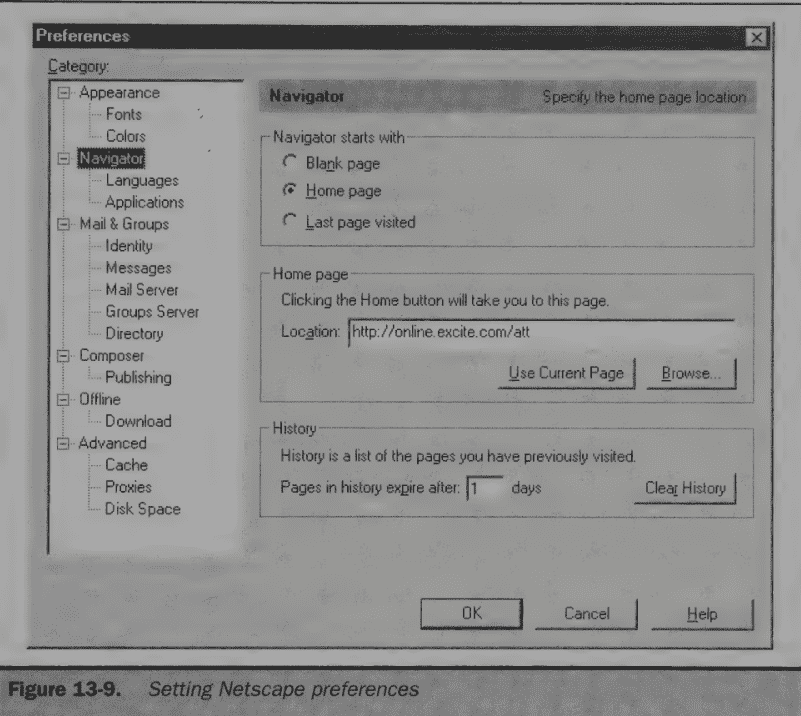 Preferences
Category:
Appearance
Fonts
Colors
Navigator
Languages
Applications
Mail & Groups
Identity
Messages
Mail Server
Groups Server
Directory
Composer
Publishing
Offline
Download
Advanced
Cache
Proxies
Disk Space
Navigator Specify the home page location
Navigator starts with
Blank page
Home page
Last page visited
Home page
Clicking the Home button will take you to this page.
Location: http://online.excite.com/att
Use Current Page Browse...
History
History is a list of the pages you have previously visited.
Pages in history expire after: 1 days Clear History
OK Cancel Help
Figure 13-9. Setting Netscape preferences